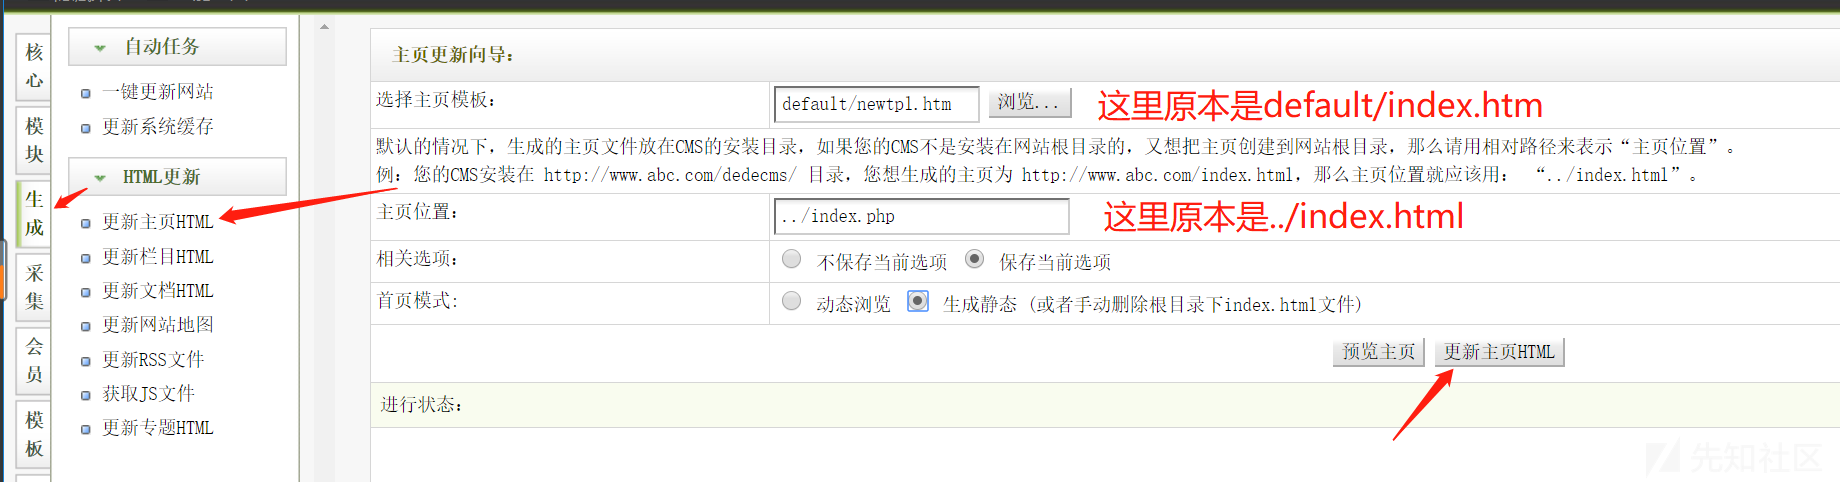 核心
模块
生成
采集
会员
模板
自动任务
一键更新网站
更新系统缓存
HTML更新
更新主页HTML
更新栏目HTML
更新文档HTML
更新网站地图
更新RSS文件
获取JS文件
更新专题HTML
主页更新向导:
选择主页模板: default/newtpl.htm 浏览... 这里原本是default/index.htm
默认的情况下，生成的主页文件放在CMS的安装目录，如果您的CMS不是安装在网站根目录的，又想把主页创建到网站根目录，那么请用相对路径来表示“主页位置”。
例：您的CMS安装在 http://www.abc.com/dedecms/ 目录，您想生成的主页为 http://www.abc.com/index.html，那么主页位置就应该用： “../index.html”。
主页位置: ../index.php 这里原本是../index.html
相关选项: 不保存当前选项 保存当前选项
首页模式: 动态浏览 生成静态 (或者手动删除根目录下index.html文件)
预览主页 更新主页HTML
进行状态:
先知社区